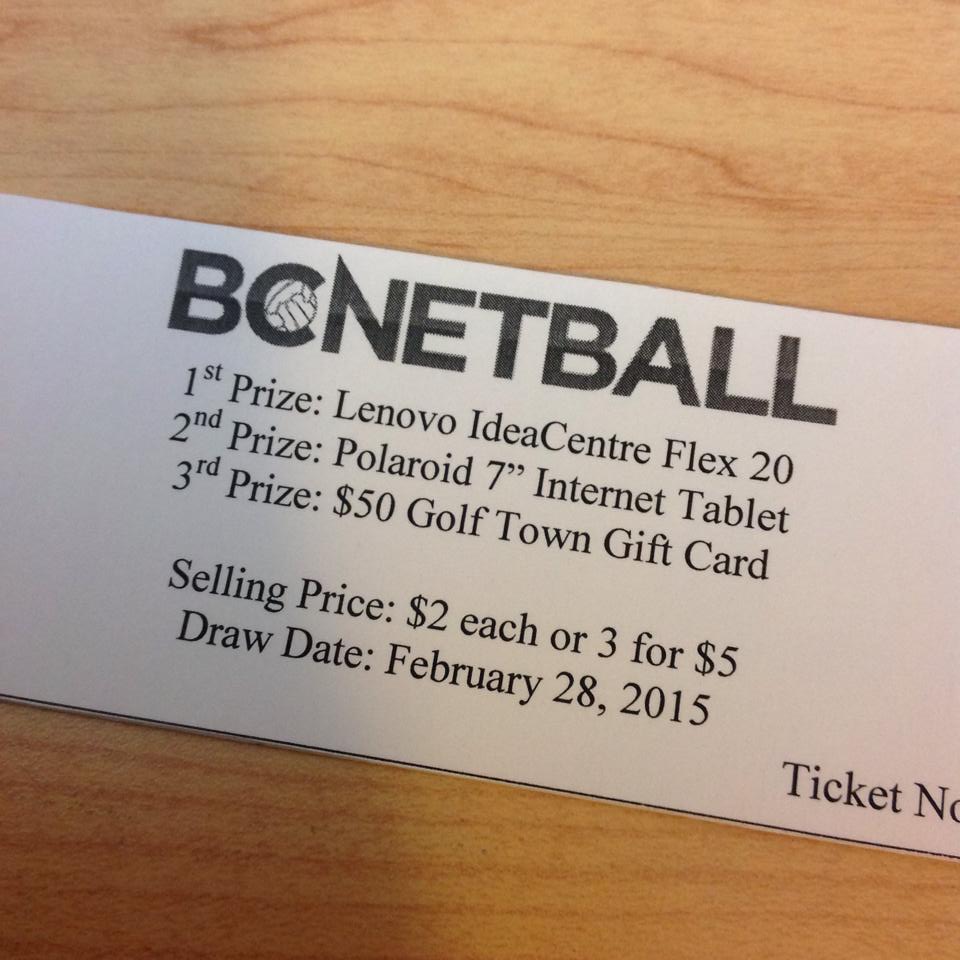 BCNETBALL
1st Prize: Lenovo IdeaCentre Flex 20
2nd Prize: Polaroid 7” Internet Tablet
3rd Prize: $50 Golf Town Gift Card
Selling Price: $2 each or 3 for $5
Draw Date: February 28, 2015
Ticket No